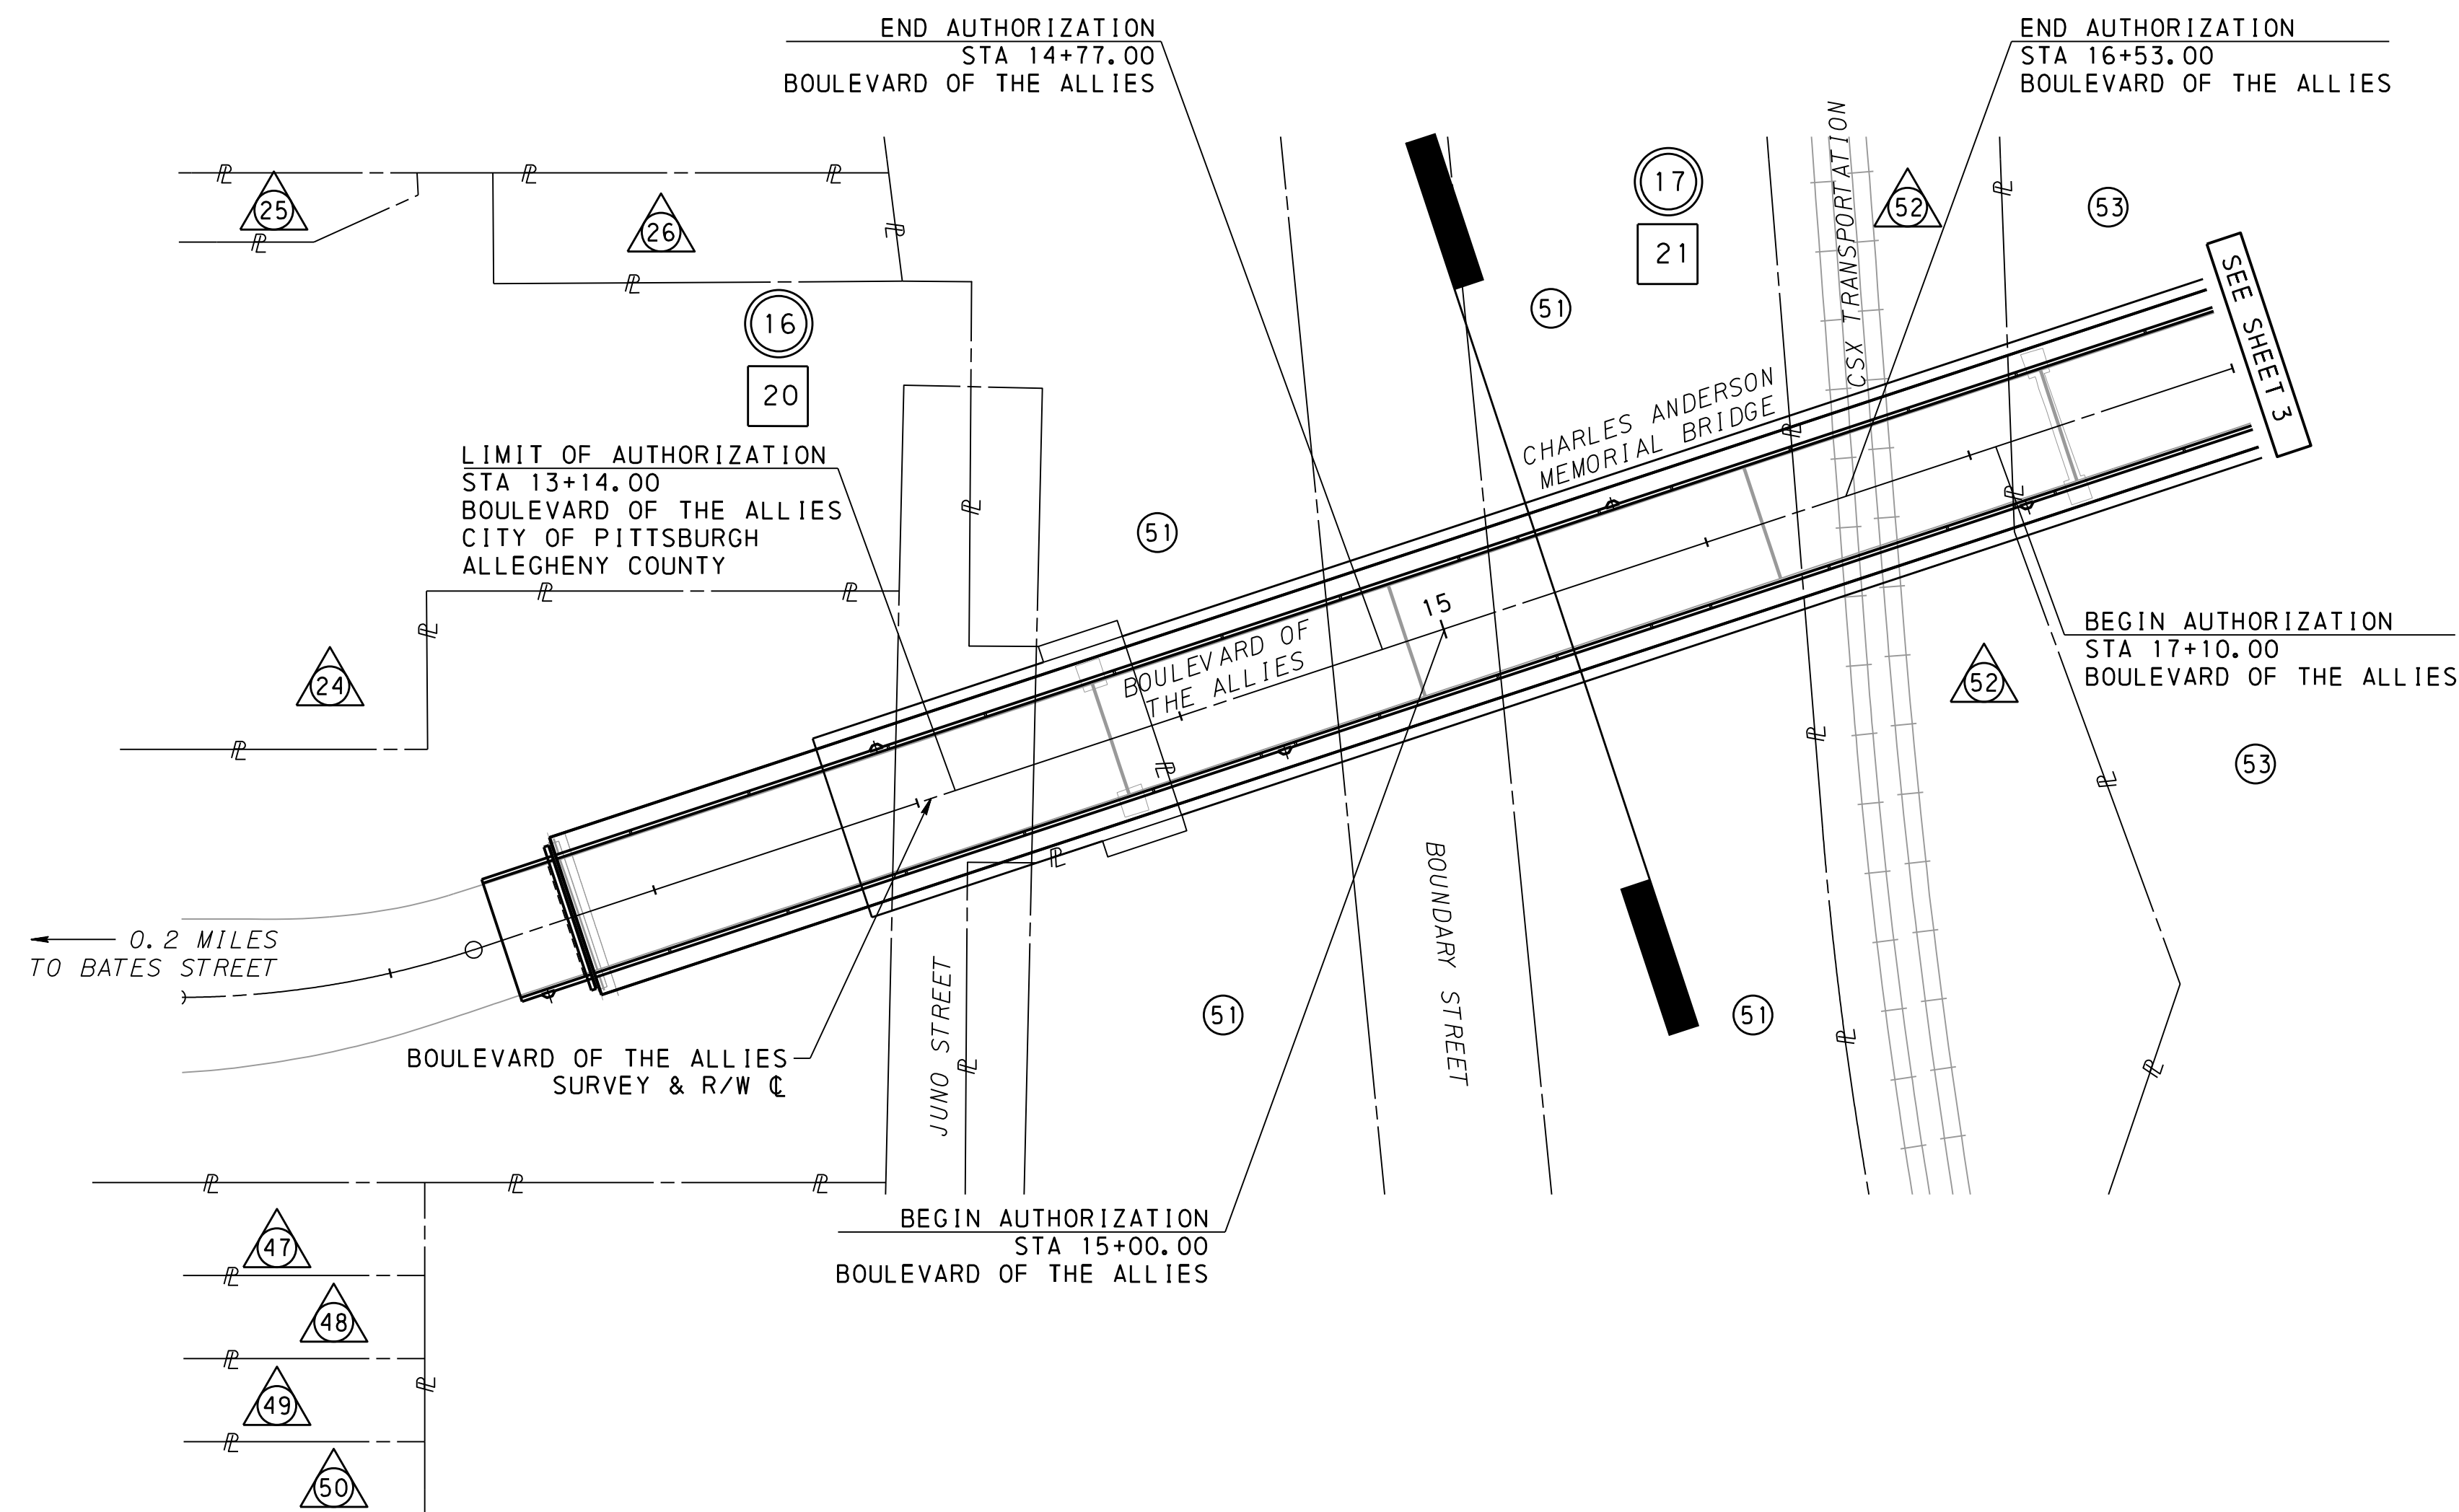 END AUTHORIZATION
STA 14+77.00
BOULEVARD OF THE ALLIES
END AUTHORIZATION
STA 16+53.00
BOULEVARD OF THE ALLIES
CSX TRANSPORTATION
25
26
17
21
52
53
51
16
20
SEE SHEET 3
CHARLES ANDERSON
MEMORIAL BRIDGE
LIMIT OF AUTHORIZATION
STA 13+14.00
BOULEVARD OF THE ALLIES
CITY OF PITTSBURGH
ALLEGHENY COUNTY
51
15
BOULEVARD OF
THE ALLIES
BEGIN AUTHORIZATION
STA 17+10.00
BOULEVARD OF THE ALLIES
24
52
53
0.2 MILES
TO BATES STREET
BOUNDARY STREET
JUNO STREET
51
51
BOULEVARD OF THE ALLIES
SURVEY & R/W ℄
BEGIN AUTHORIZATION
STA 15+00.00
BOULEVARD OF THE ALLIES
47
48
49
50